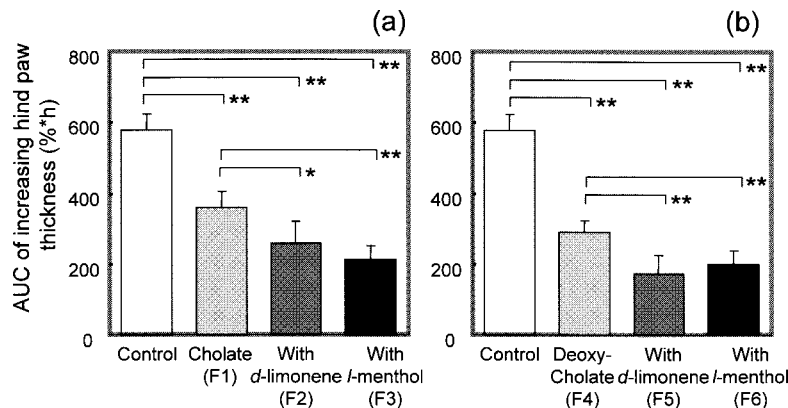 (a)
(b)
AUC of increasing hind paw
thickness (%*h)
800
600
400
200
0
**
**
**
**
*
Control
Cholate
(F1)
With
d-limonene
(F2)
With
l-menthol
(F3)
800
600
400
200
0
**
**
**
**
**
Control
Deoxy-
Cholate
(F4)
With
d-limonene
(F5)
With
l-menthol
(F6)